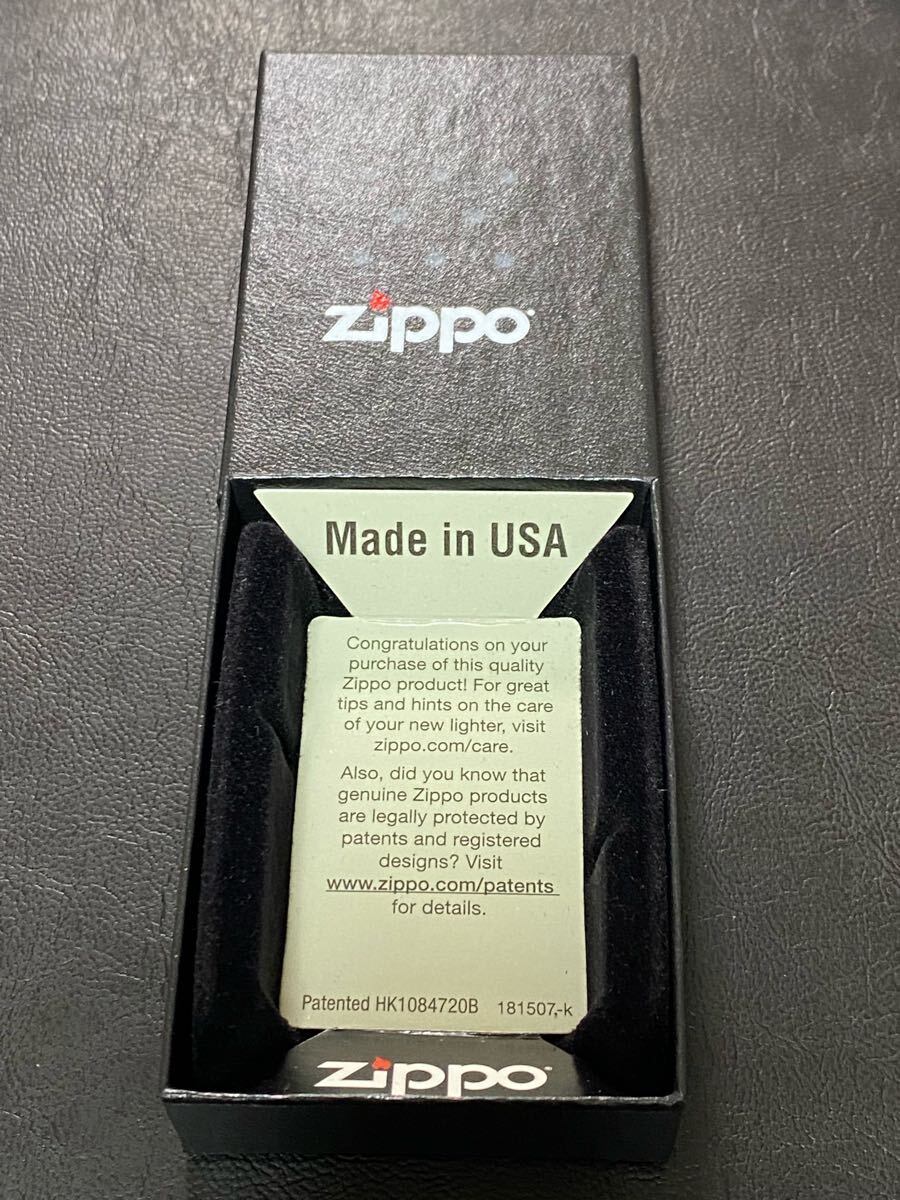 zippo
Made in USA
Congratulations on your
purchase of this quality
Zippo product! For great
tips and hints on the care
of your new lighter, visit
zippo.com/care.
Also, did you know that
genuine Zippo products
are legally protected by
patents and registered
designs? Visit
www.zippo.com/patents
for details.
Patented HK1084720B 181507,-k
zippo